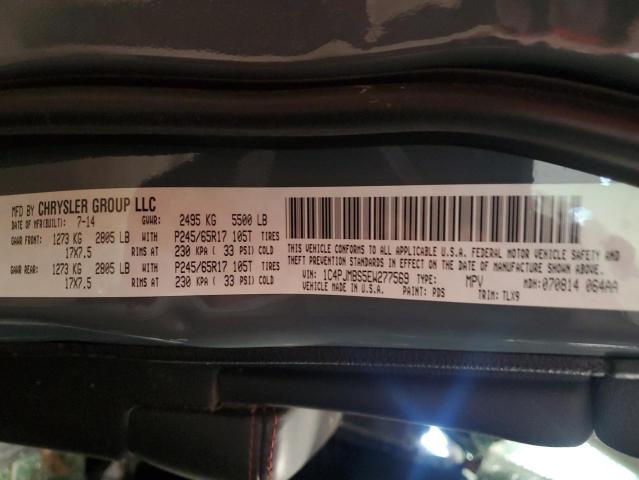 MFD BY CHRYSLER GROUP LLC
DATE OF MFR(BUILT): 7-14 GVWR: 2495 KG 5500 LB
GAWR FRONT: 1273 KG 2805 LB WITH P245/65R17 105T TIRES
17X7.5 RIMS AT 230 KPA ( 33 PSI) COLD
GAWR REAR: 1273 KG 2805 LB WITH P245/65R17 105T TIRES
17X7.5 RIMS AT 230 KPA ( 33 PSI) COLD
THIS VEHICLE CONFORMS TO ALL APPLICABLE U.S.A. FEDERAL MOTOR VEHICLE SAFETY AND
THEFT PREVENTION STANDARDS IN EFFECT ON THE DATE OF MANUFACTURE SHOWN ABOVE.
VIN: 1C4PJMBS5EW277569 TYPE: MPV MDH: 070814 064AA
VEHICLE MADE IN U.S.A. PAINT: PDS TRIM: TLX9